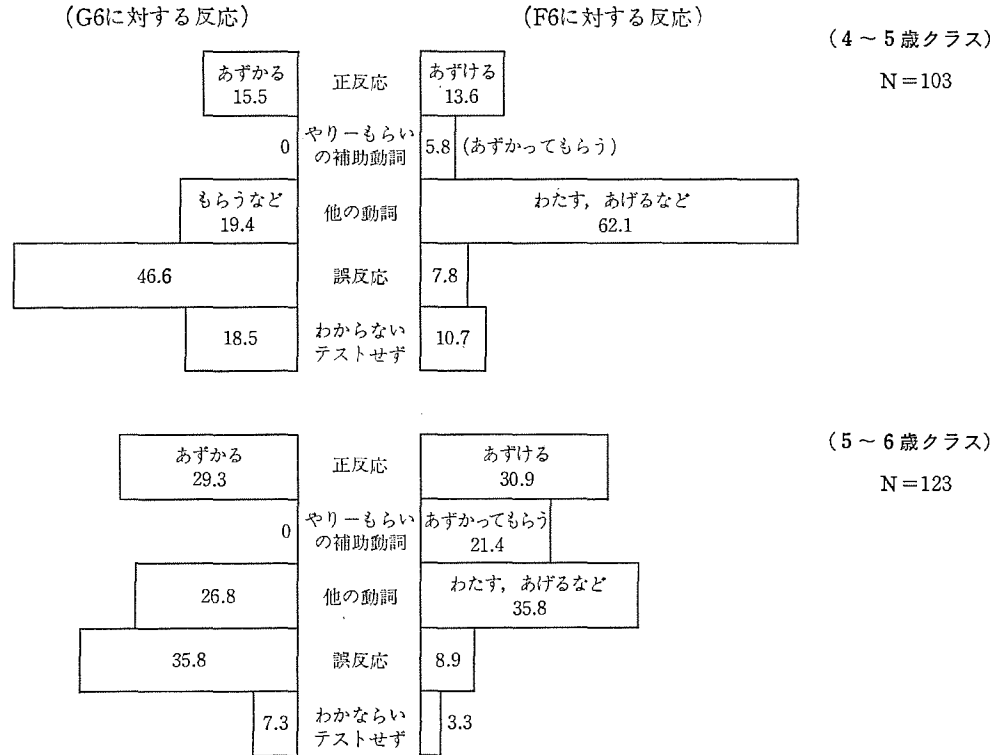 (G6に対する反応)
(F6に対する反応)
(4～5歳クラス)
N=103
あずかる
15.5
正反応
あずける
13.6
0
やりーもらい
の補助動詞
5.8
(あずかってもらう)
もらうなど
19.4
他の動詞
わたす，あげるなど
62.1
46.6
誤反応
7.8
18.5
わからない
テストせず
10.7
(5～6歳クラス)
N=123
あずかる
29.3
正反応
あずける
30.9
0
やりーもらい
の補助動詞
あずかってもらう
21.4
26.8
他の動詞
わたす，あげるなど
35.8
35.8
誤反応
8.9
7.3
わかならい
テストせず
3.3